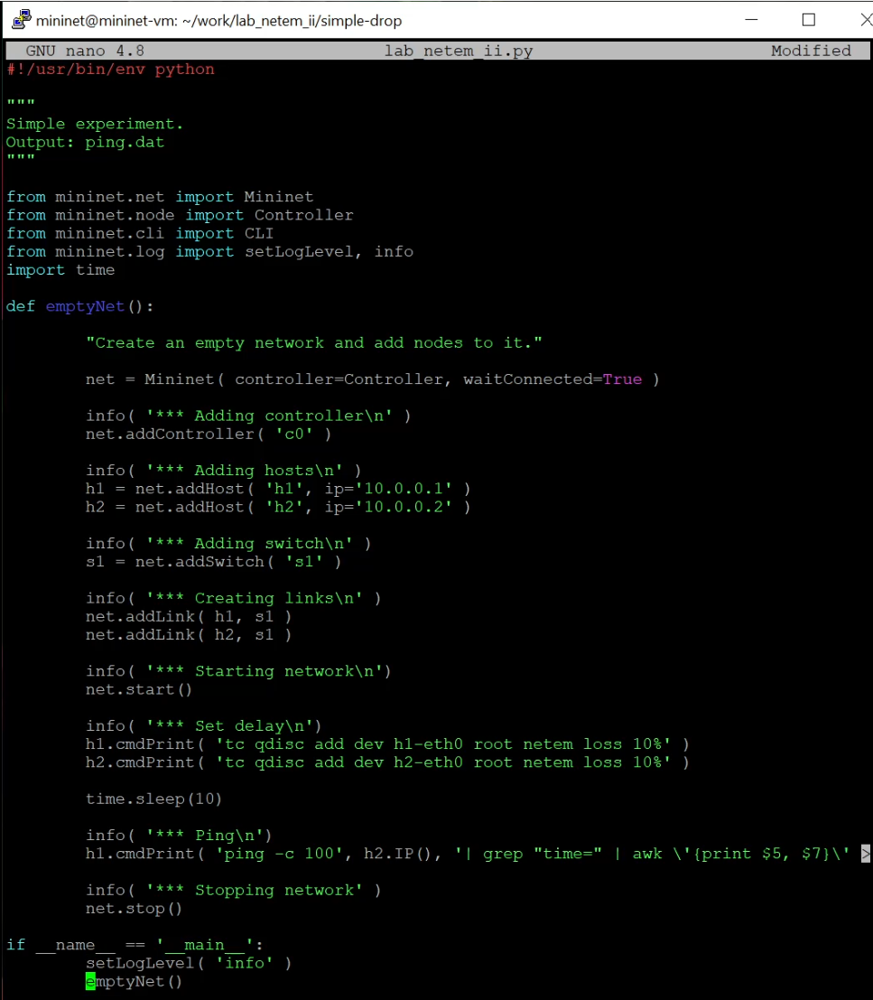 mininet@mininet-vm: ~/work/lab_netem_ii/simple-drop
GNU nano 4.8 lab_netem_ii.py Modified
#!/usr/bin/env python
"""
Simple experiment.
Output: ping.dat
"""
from mininet.net import Mininet
from mininet.node import Controller
from mininet.cli import CLI
from mininet.log import setLogLevel, info
import time
def emptyNet():
"Create an empty network and add nodes to it."
net = Mininet( controller=Controller, waitConnected=True )
info( '*** Adding controller\n' )
net.addController( 'c0' )
info( '*** Adding hosts\n' )
h1 = net.addHost( 'h1', ip='10.0.0.1' )
h2 = net.addHost( 'h2', ip='10.0.0.2' )
info( '*** Adding switch\n' )
s1 = net.addSwitch( 's1' )
info( '*** Creating links\n' )
net.addLink( h1, s1 )
net.addLink( h2, s1 )
info( '*** Starting network\n')
net.start()
info( '*** Set delay\n')
h1.cmdPrint( 'tc qdisc add dev h1-eth0 root netem loss 10%' )
h2.cmdPrint( 'tc qdisc add dev h2-eth0 root netem loss 10%' )
time.sleep(10)
info( '*** Ping\n')
h1.cmdPrint( 'ping -c 100', h2.IP(), '| grep "time=" | awk \'{print $5, $7}\' >
info( '*** Stopping network' )
net.stop()
if __name__ == '__main__':
setLogLevel( 'info' )
emptyNet()